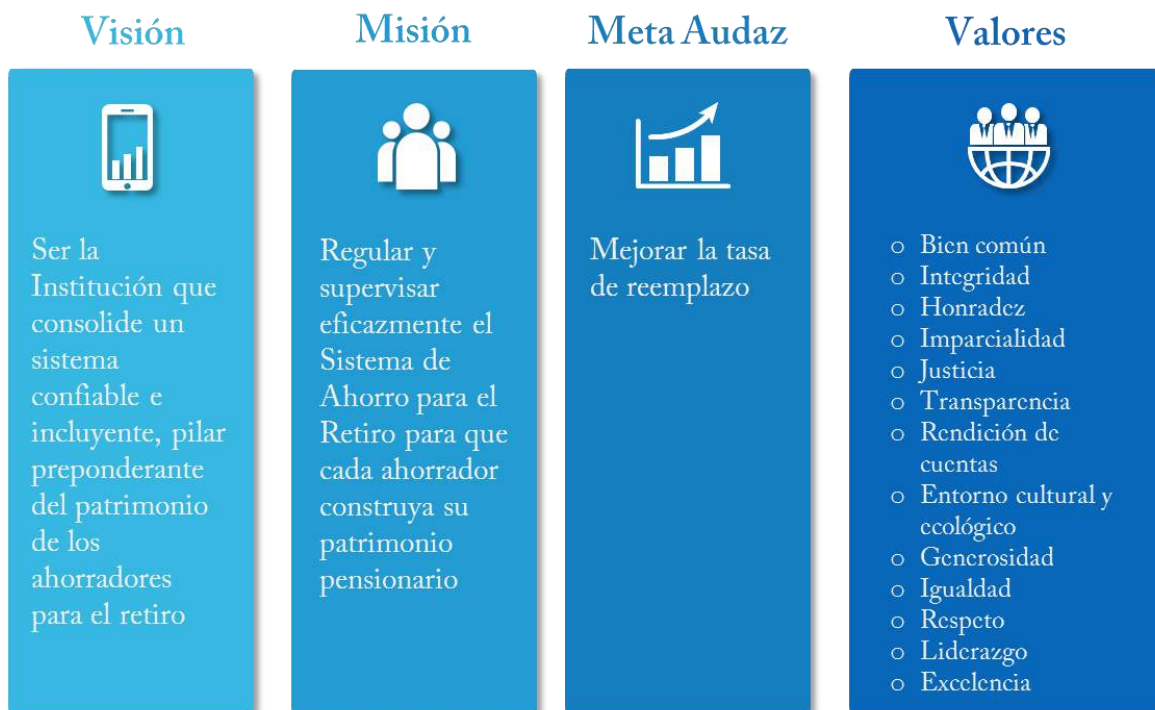 Visión
Ser la
Institución que
consolide un
sistema
confiable e
incluyente, pilar
preponderante
del patrimonio
de los
ahorradores
para el retiro
Misión
Regular y
supervisar
eficazmente el
Sistema de
Ahorro para el
Retiro para que
cada ahorrador
construya su
patrimonio
pensionario
Meta Audaz
Mejorar la tasa
de reemplazo
Valores
o Bien común
o Integridad
o Honradez
o Imparcialidad
o Justicia
o Transparencia
o Rendición de
cuentas
o Entorno cultural y
ecológico
o Generosidad
o Igualdad
o Respeto
o Liderazgo
o Excelencia